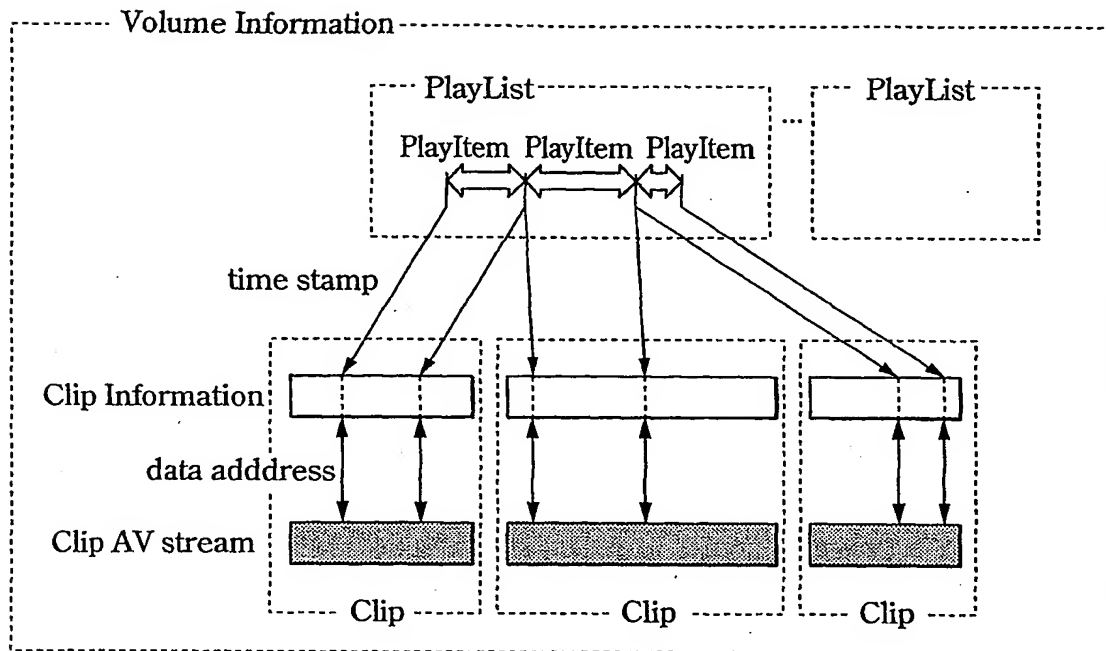 Volume Information
PlayList
PlayList
...
PlayItem PlayItem PlayItem
time stamp
Clip Information
data adddress
Clip AV stream
Clip
Clip
Clip